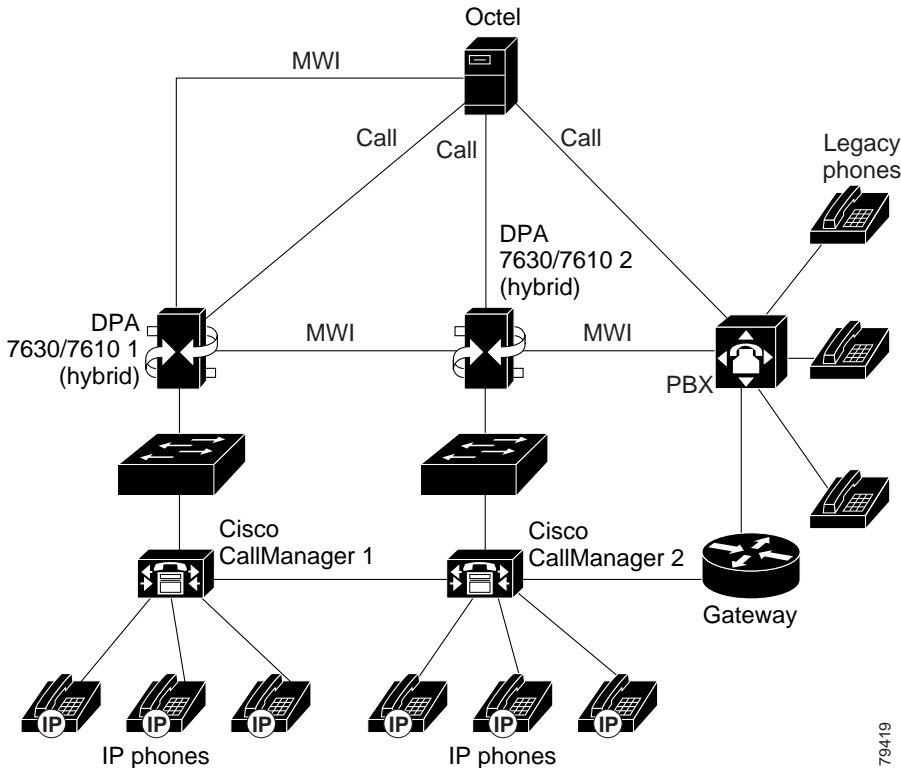 Octel
MWI
Call
Call
Call
Legacy
phones
DPA
7630/7610 2
(hybrid)
DPA
7630/7610 1
(hybrid)
MWI
MWI
PBX
Cisco
CallManager 1
Cisco
CallManager 2
Gateway
IP
IP
IP
IP
IP
IP
IP phones
IP phones
79419